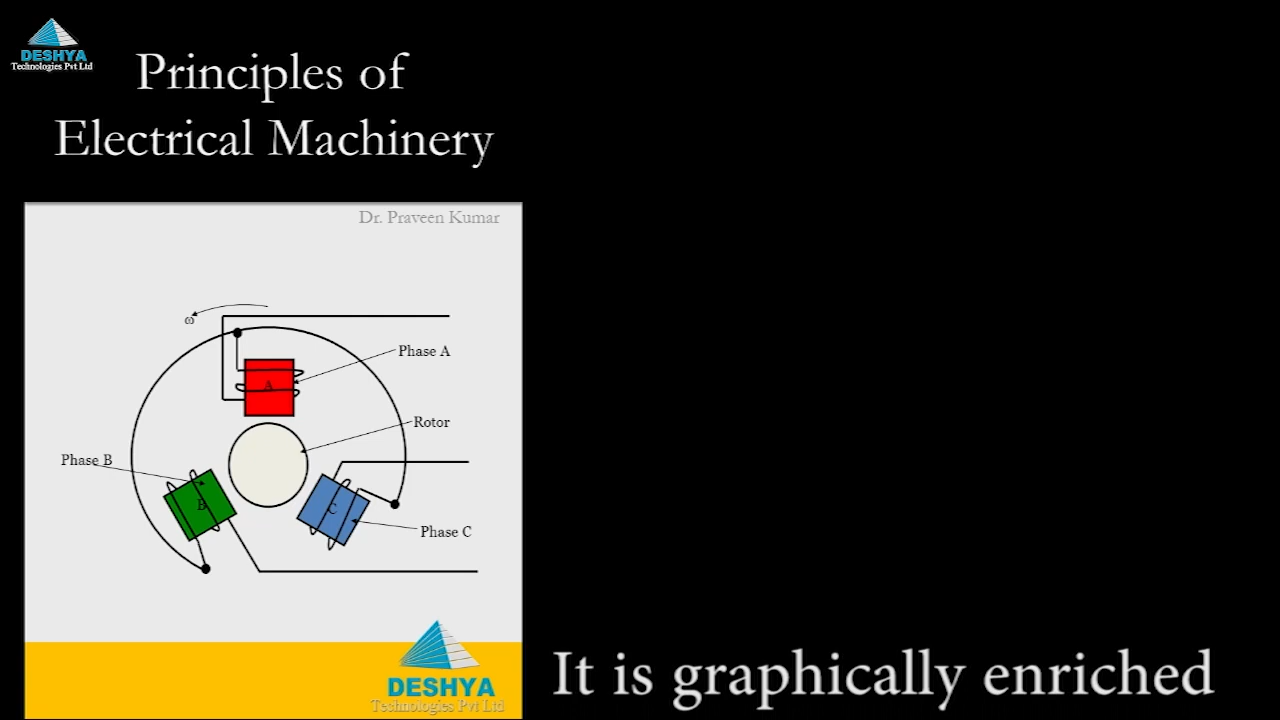 DESHYA
Technologies Pvt Ltd
Principles of
Electrical Machinery
Dr. Praveen Kumar
ω
Phase A
A
Rotor
Phase B
B
C
Phase C
DESHYA
Technologies Pvt Ltd
It is graphically enriched